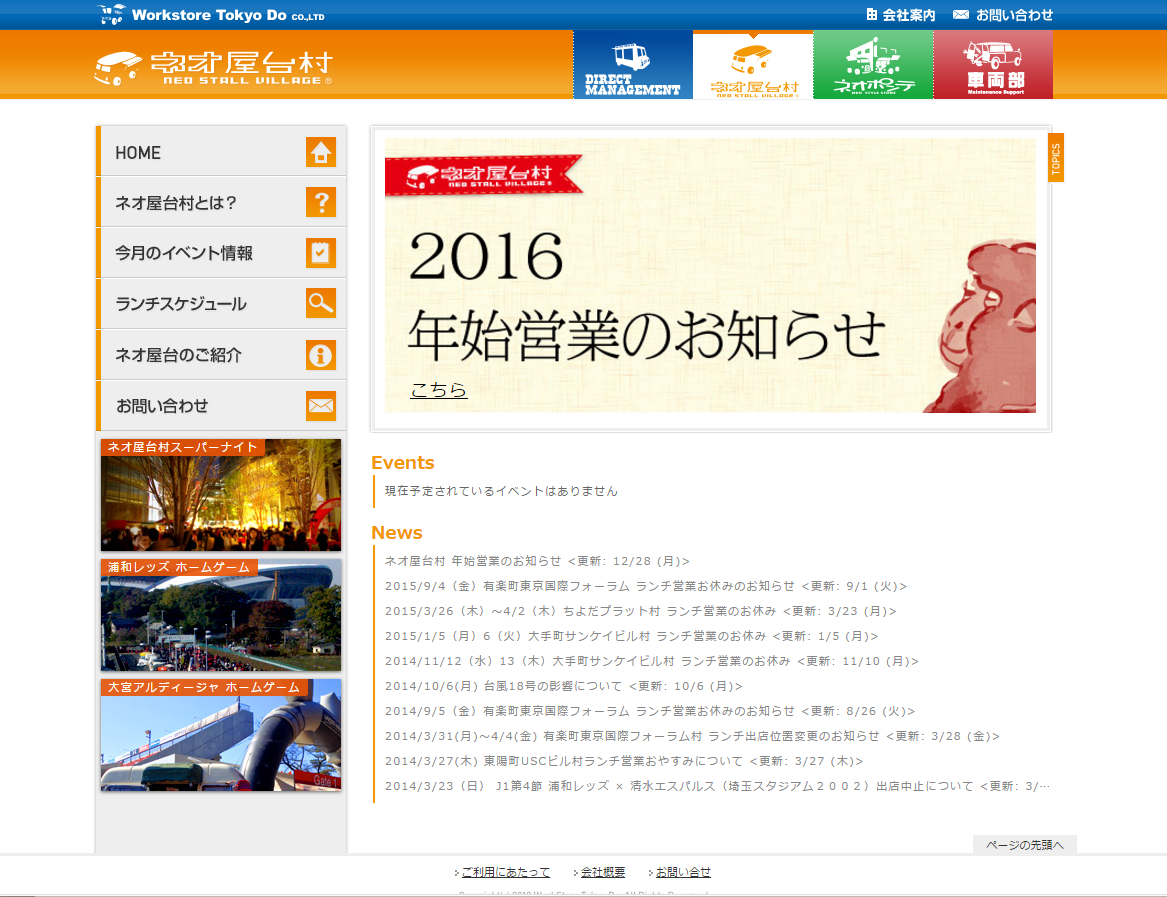 Workstore Tokyo Do CO.,LTD
会社案内
お問い合わせ
ネオ屋台村
NEO STALL VILLAGE®
DIRECT
MANAGEMENT
ネオ屋台村
NEO STALL VILLAGE
ネオポンテ
車両部
Maintenance Support
HOME
ネオ屋台村とは?
今月のイベント情報
ランチスケジュール
ネオ屋台のご紹介
お問い合わせ
ネオ屋台村スーパーナイト
浦和レッズ ホームゲーム
大宮アルディージャ ホームゲーム
Gate 1
TOPICS
ネオ屋台村
NEO STALL VILLAGE
2016
年始営業のお知らせ
こちら
Events
現在予定されているイベントはありません
News
ネオ屋台村 年始営業のお知らせ <更新: 12/28 (月)>
2015/9/4（金）有楽町東京国際フォーラム ランチ営業お休みのお知らせ <更新: 9/1 (火)>
2015/3/26（木）～4/2（木）ちよだプラット村 ランチ営業のお休み <更新: 3/23 (月)>
2015/1/5（月）6（火）大手町サンケイビル村 ランチ営業のお休み <更新: 1/5 (月)>
2014/11/12（水）13（木）大手町サンケイビル村 ランチ営業のお休み <更新: 11/10 (月)>
2014/10/6(月) 台風18号の影響について <更新: 10/6 (月)>
2014/9/5（金）有楽町東京国際フォーラム ランチ営業お休みのお知らせ <更新: 8/26 (火)>
2014/3/31(月)～4/4(金) 有楽町東京国際フォーラム村 ランチ出店位置変更のお知らせ <更新: 3/28 (金)>
2014/3/27(木) 東陽町USCビル村ランチ営業おやすみについて <更新: 3/27 (木)>
2014/3/23（日） J1第4節 浦和レッズ × 清水エスパルス（埼玉スタジアム２００２）出店中止について <更新: 3/…
ページの先頭へ
ご利用にあたって
会社概要
お問い合せ